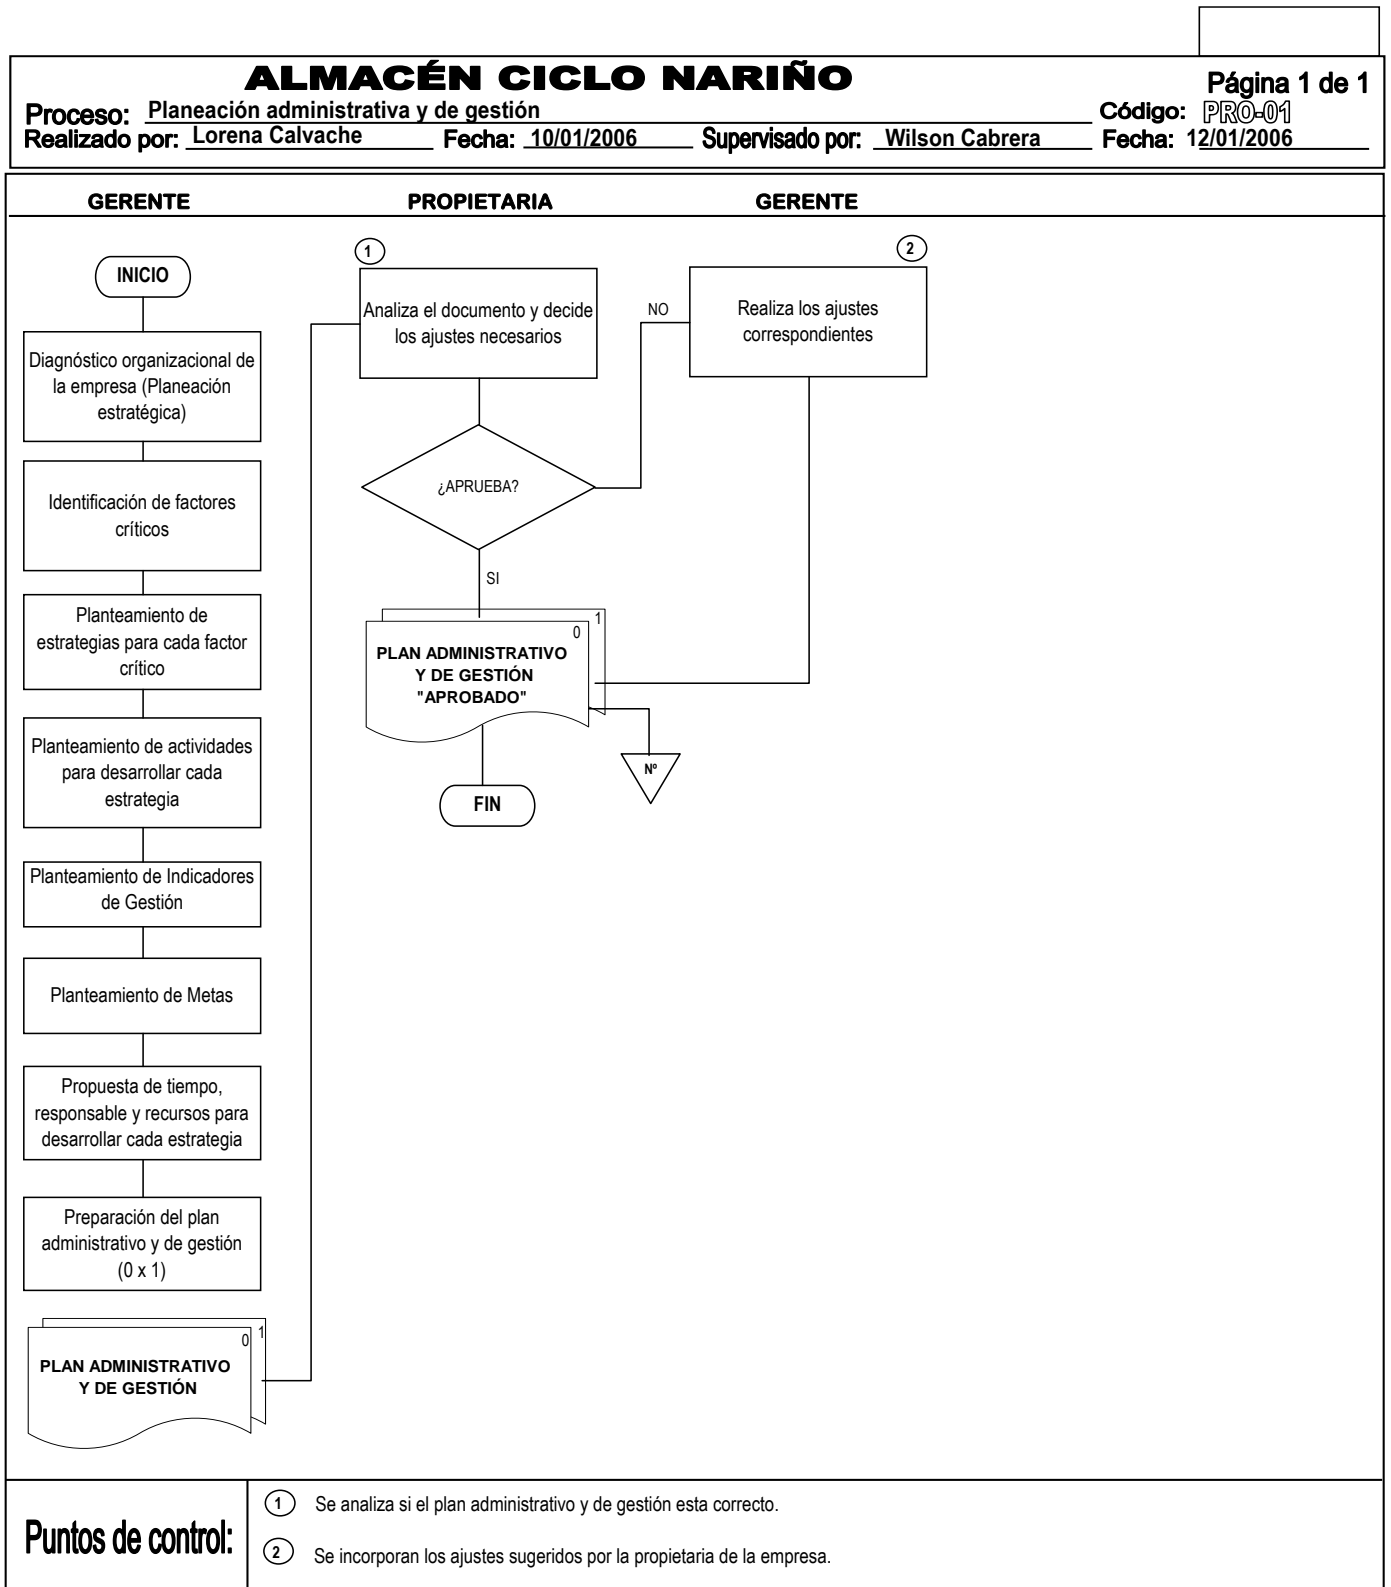 ALMACÉN CICLO NARIÑO
Página 1 de 1
Proceso: Planeación administrativa y de gestión
Código: PRO-01
Realizado por: Lorena Calvache Fecha: 10/01/2006 Supervisado por: Wilson Cabrera Fecha: 12/01/2006
GERENTE
PROPIETARIA
GERENTE
INICIO
Diagnóstico organizacional de
la empresa (Planeación
estratégica)
Identificación de factores
críticos
Planteamiento de
estrategias para cada factor
crítico
Planteamiento de actividades
para desarrollar cada
estrategia
Planteamiento de Indicadores
de Gestión
Planteamiento de Metas
Propuesta de tiempo,
responsable y recursos para
desarrollar cada estrategia
Preparación del plan
administrativo y de gestión
(0 x 1)
0
1
PLAN ADMINISTRATIVO
Y DE GESTIÓN
1
Analiza el documento y decide
los ajustes necesarios
¿APRUEBA?
NO
SI
1
0
PLAN ADMINISTRATIVO
Y DE GESTIÓN
"APROBADO"
Nº
FIN
2
Realiza los ajustes
correspondientes
Puntos de control:
1 Se analiza si el plan administrativo y de gestión esta correcto.
2 Se incorporan los ajustes sugeridos por la propietaria de la empresa.